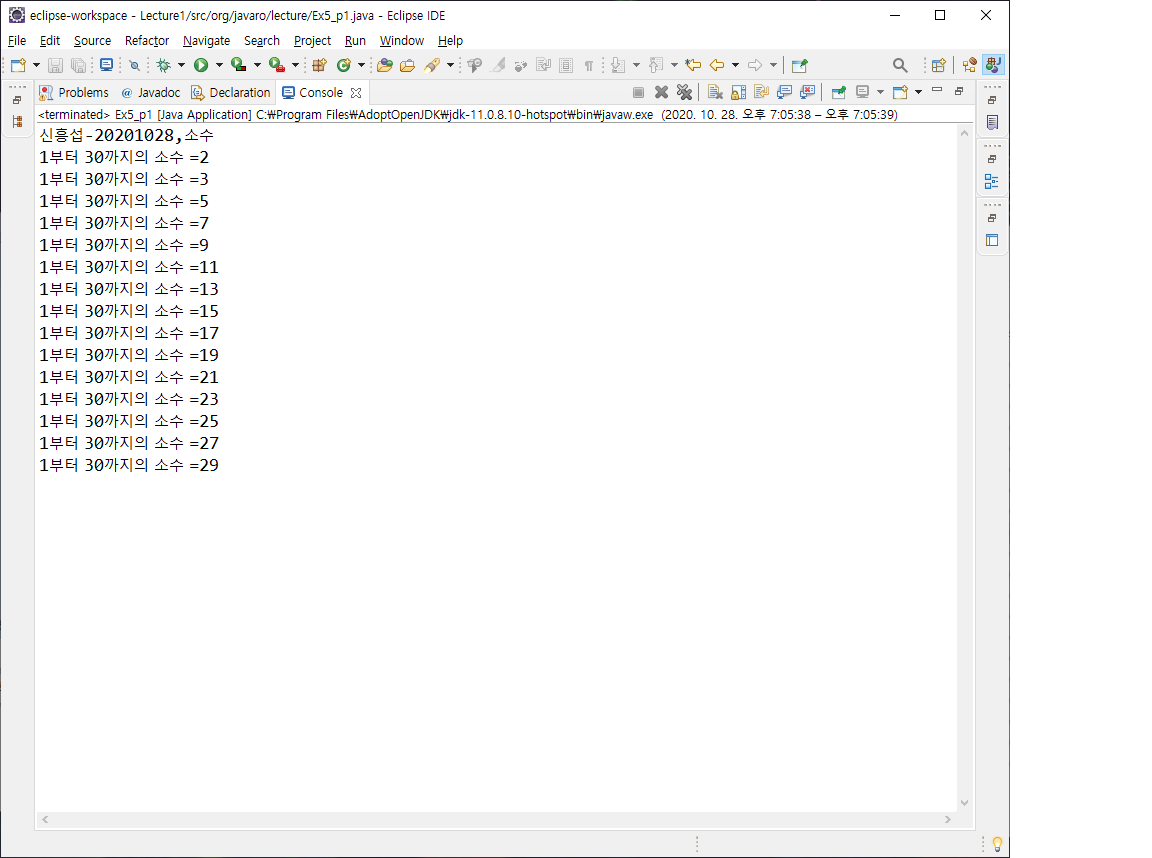 eclipse-workspace - Lecture1/src/org/javaro/lecture/Ex5_p1.java - Eclipse IDE
File Edit Source Refactor Navigate Search Project Run Window Help
Problems @ Javadoc Declaration Console
<terminated> Ex5_p1 [Java Application] C:₩Program Files₩AdoptOpenJDK₩jdk-11.0.8.10-hotspot₩bin₩javaw.exe (2020. 10. 28. 오후 7:05:38 – 오후 7:05:39)
신흥섭-20201028,소수
1부터 30까지의 소수 =2
1부터 30까지의 소수 =3
1부터 30까지의 소수 =5
1부터 30까지의 소수 =7
1부터 30까지의 소수 =9
1부터 30까지의 소수 =11
1부터 30까지의 소수 =13
1부터 30까지의 소수 =15
1부터 30까지의 소수 =17
1부터 30까지의 소수 =19
1부터 30까지의 소수 =21
1부터 30까지의 소수 =23
1부터 30까지의 소수 =25
1부터 30까지의 소수 =27
1부터 30까지의 소수 =29